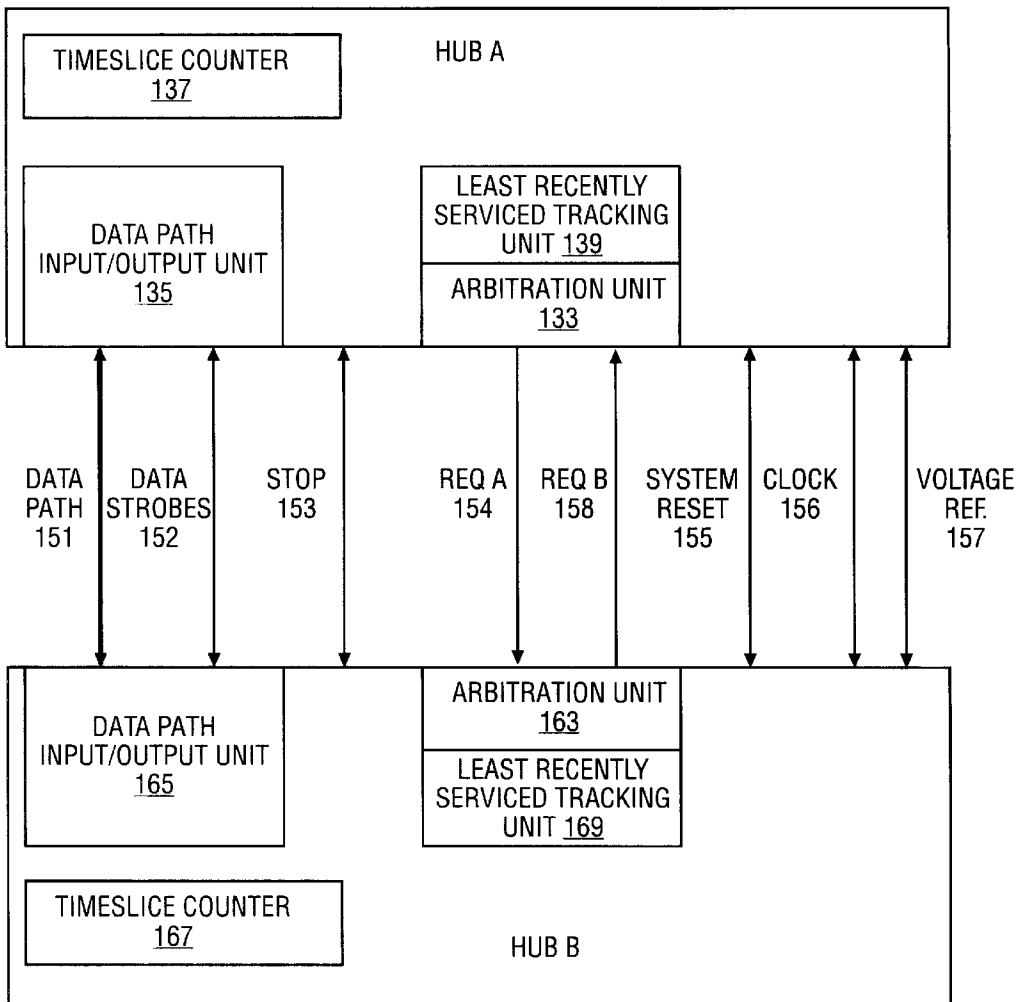 HUB A
TIMESLICE COUNTER
137
DATA PATH
INPUT/OUTPUT UNIT
135
LEAST RECENTLY
SERVICED TRACKING
UNIT 139
ARBITRATION UNIT
133
DATA
PATH
151
DATA
STROBES
152
STOP
153
REQ A
154
REQ B
158
SYSTEM
RESET
155
CLOCK
156
VOLTAGE
REF.
157
DATA PATH
INPUT/OUTPUT UNIT
165
ARBITRATION UNIT
163
LEAST RECENTLY
SERVICED TRACKING
UNIT 169
TIMESLICE COUNTER
167
HUB B